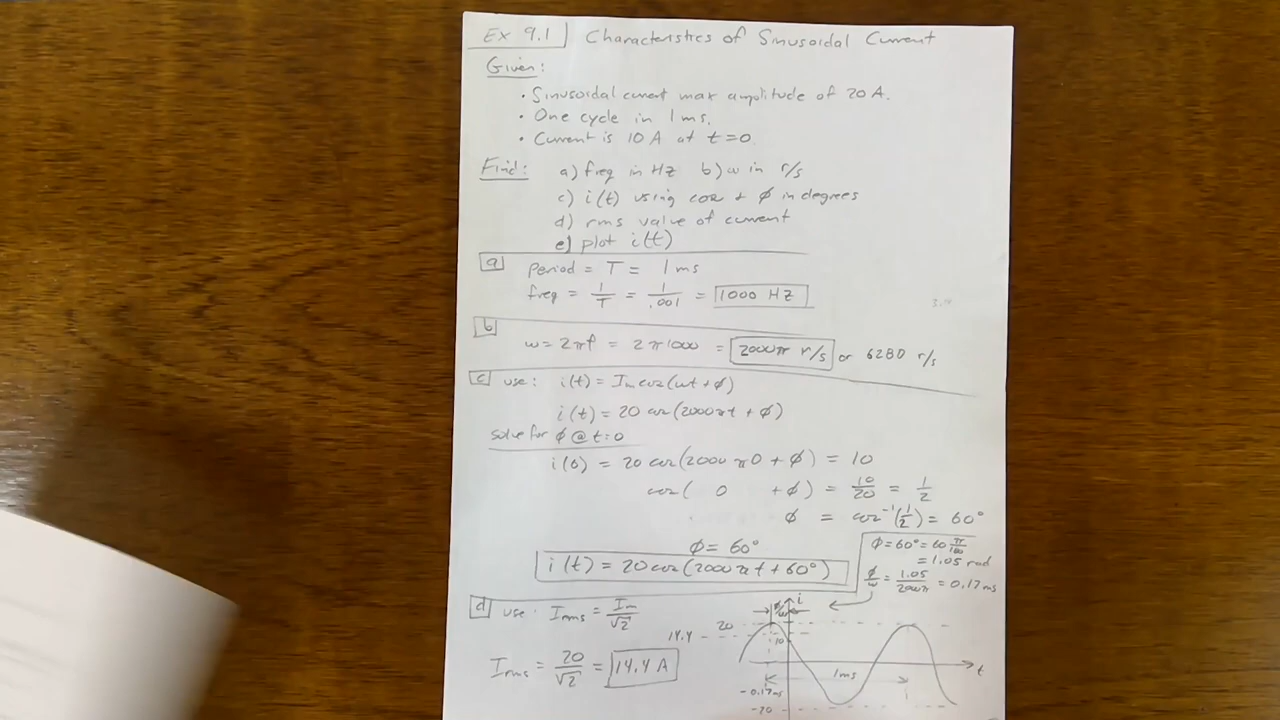 Ex 9.1 Characteristics of Sinusoidal Current
Given:
• Sinusoidal current max amplitude of 20 A.
• One cycle in 1 ms.
• Current is 10 A at t=0
Find: a) freq in Hz b) ω in r/s
c) i(t) using cos + ϕ in degrees
d) rms value of current
e) plot i(t)
a period = T = 1 ms
freq = 1/T = 1/.001 = 1000 HZ
b
ω = 2πf = 2π1000 = 2000π r/s or 6280 r/s
c use: i(t) = Im cos(ωt + ϕ)
i(t) = 20 cos(2000πt + ϕ)
solve for ϕ @ t=0
i(0) = 20 cos(2000π0 + ϕ) = 10
cos( 0 + ϕ) = 10/20 = 1/2
ϕ = cos⁻¹(1/2) = 60°
ϕ = 60°
i(t) = 20 cos(2000πt + 60°)
ϕ = 60° = 60 π/180
= 1.05 rad
ϕ/ω = 1.05/2000π = 0.17ms
d use: Irms = Im/√2
Irms = 20/√2 = 14.4 A
ϕ/ω i
20
14.4
10
t
1ms
-0.17ms
-20